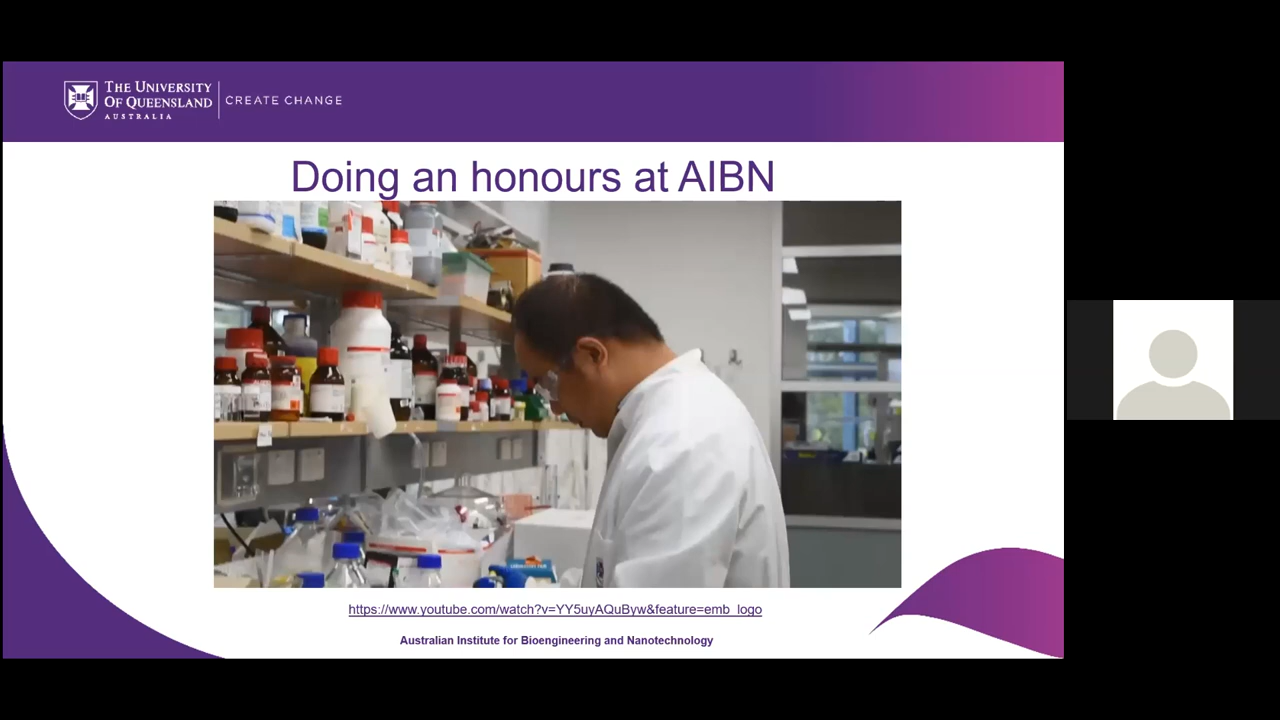 THE UNIVERSITY
OF QUEENSLAND
AUSTRALIA
CREATE CHANGE
Doing an honours at AIBN
https://www.youtube.com/watch?v=YY5uyAQuByw&feature=emb_logo
Australian Institute for Bioengineering and Nanotechnology